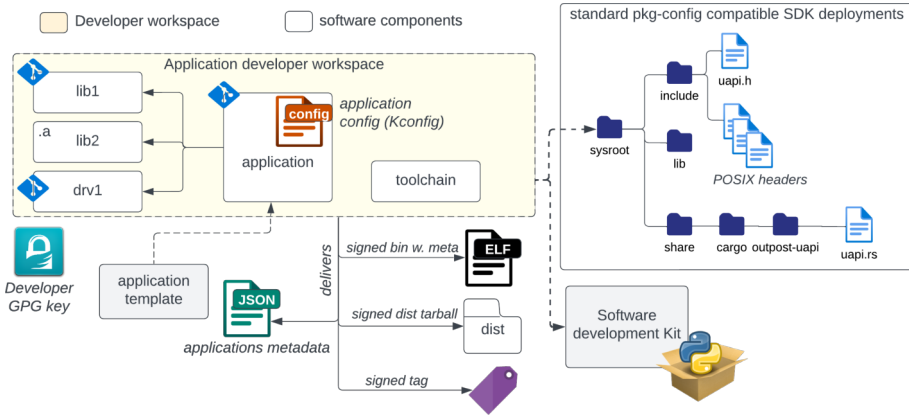 Developer workspace
software components
standard pkg-config compatible SDK deployments
Application developer workspace
lib1
.a
lib2
drv1
config
application
config (Kconfig)
application
toolchain
sysroot
include
uapi.h
lib
POSIX headers
share
cargo
outpost-uapi
uapi.rs
Developer
GPG key
application
template
delivers
signed bin w. meta
ELF
JSON
applications metadata
signed dist tarball
dist
signed tag
Software
development Kit